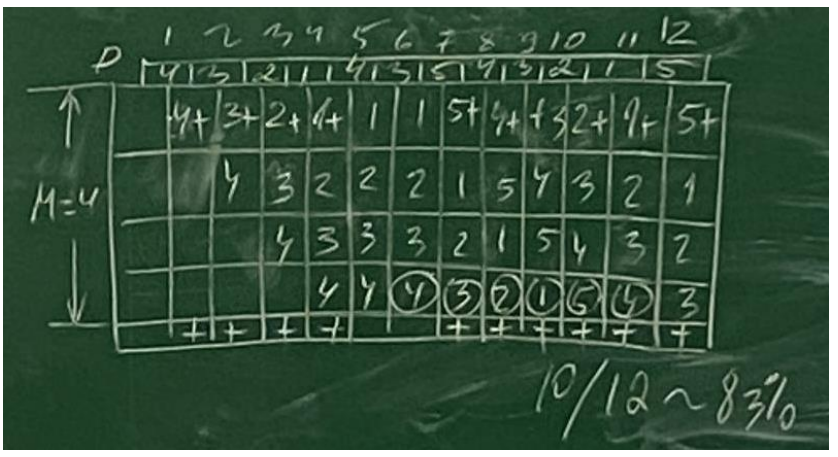 1 2 3 4 5 6 7 8 9 10 11 12
P 4 3 2 1 4 3 5 4 3 2 1 5
4+ 3+ 2+ 1+ 1 1 5+ 4+ +3 2+ 1+ 5+
M=4 4 3 2 2 2 1 5 4 3 2 1
4 3 3 3 2 1 5 4 3 2
4 4 4 3 2 1 5 4 3
+ + + + + + + + + +
10/12 ~ 83%